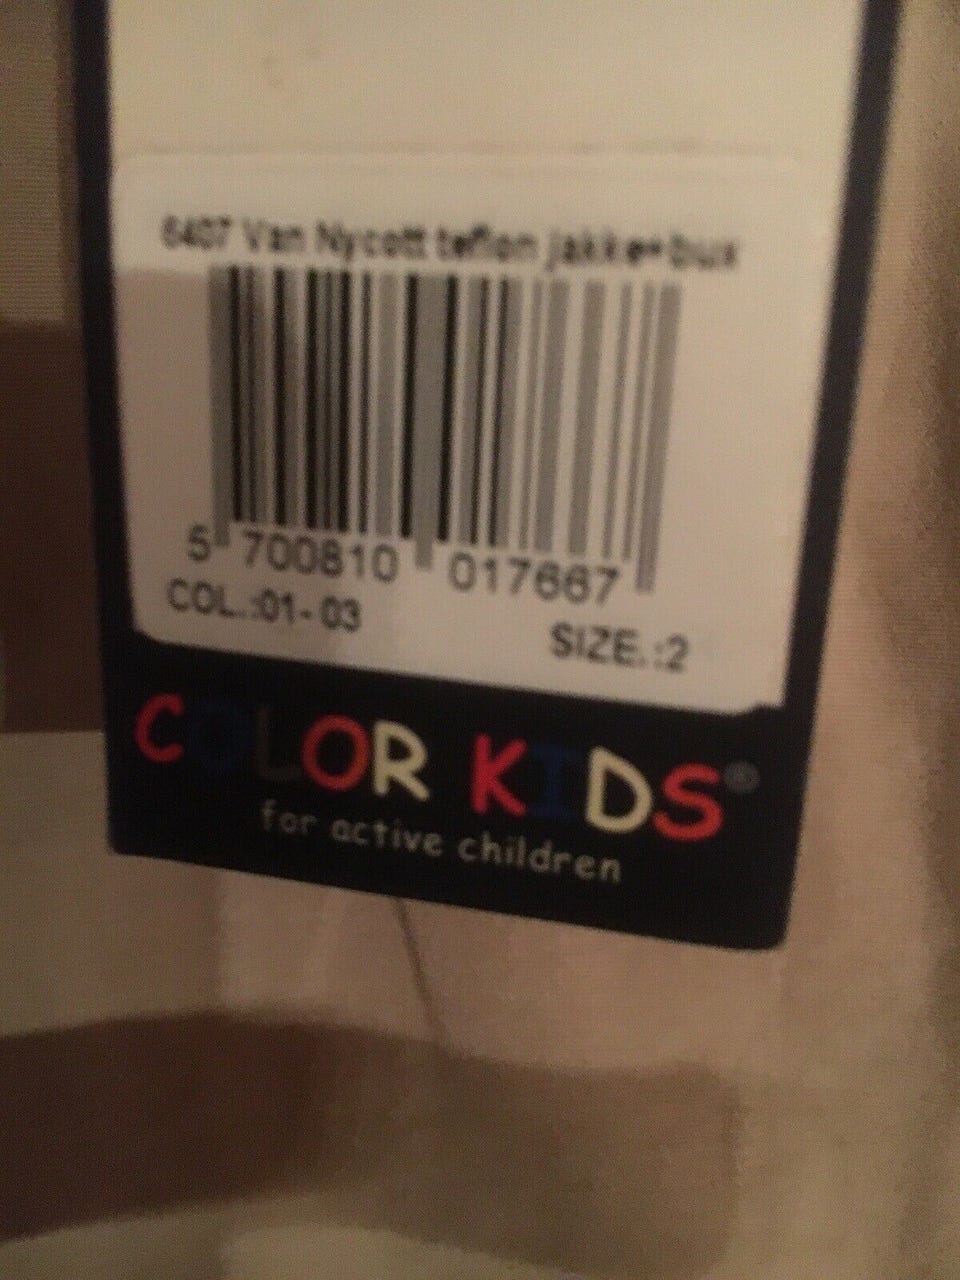 6407 Van Nycott teflon jakke+bux
5 700810 017667
COL.:01-03
SIZE.:2
COLOR KIDS®
for active children